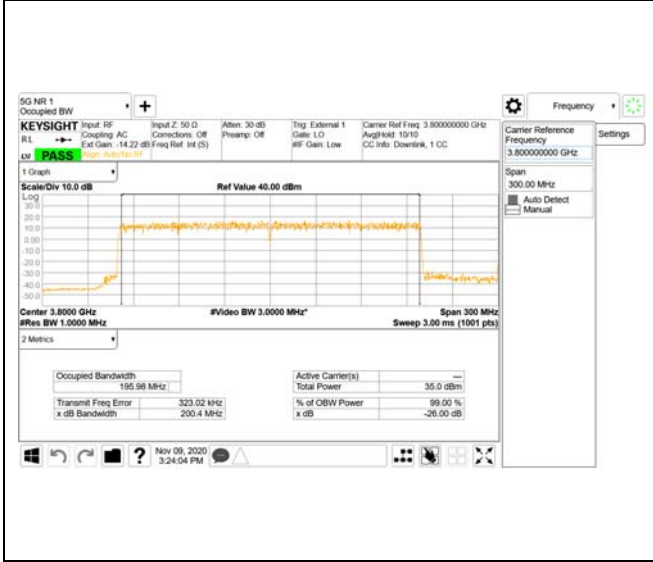 5G NR 1
Occupied BW
Frequency
KEYSIGHT
R L
PASS
Input: RF
Coupling: AC
Ext Gain: -14.22 dB
Align: Auto/No RF
Input Z: 50 Ω
Corrections: Off
Freq Ref: Int (S)
Atten: 30 dB
Preamp: Off
Trig: External 1
Gate: LO
#IF Gain: Low
Carrier Ref Freq: 3.800000000 GHz
Avg|Hold: 10/10
CC Info: Downlink, 1 CC
Carrier Reference
Frequency
3.800000000 GHz
Settings
Span
300.00 MHz
Auto Detect
Manual
1 Graph
Scale/Div 10.0 dB
Ref Value 40.00 dBm
Log
30.0
20.0
10.0
0.00
-10.0
-20.0
-30.0
-40.0
-50.0
Center 3.8000 GHz
#Video BW 3.0000 MHz*
Span 300 MHz
#Res BW 1.0000 MHz
Sweep 3.00 ms (1001 pts)
2 Metrics
Occupied Bandwidth
195.98 MHz
Transmit Freq Error 323.02 kHz
x dB Bandwidth 200.4 MHz
Active Carrier(s) ---
Total Power 35.0 dBm
% of OBW Power 99.00 %
x dB -26.00 dB
Nov 09, 2020
3:24:04 PM